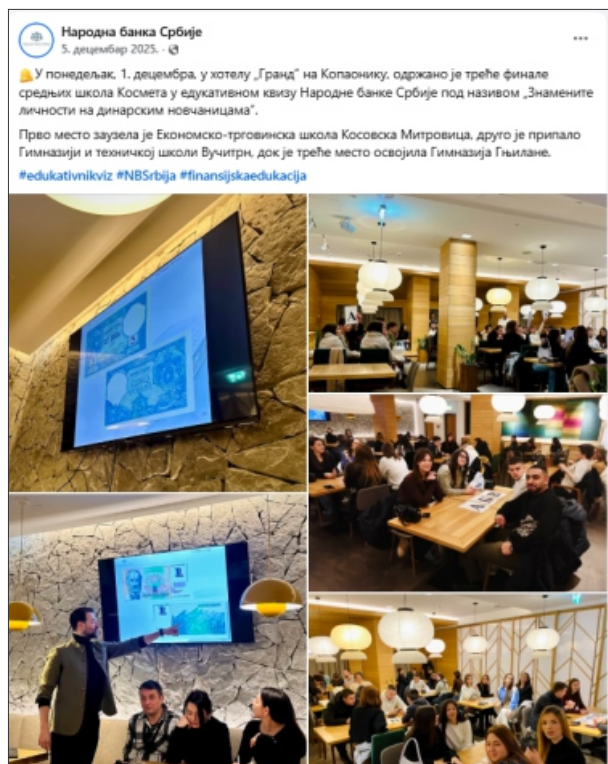 Народна банка Србије
5. децембар 2025. ·
У понедељак, 1. децембра, у хотелу „Гранд“ на Копаонику, одржано је треће финале
средњих школа Космета у едукативном квизу Народне банке Србије под називом „Знамените
личности на динарским новчаницама“.
Прво место заузела је Економско-трговинска школа Косовска Митровица, друго је припало
Гимназији и техничкој школи Вучитрн, док је треће место освојила Гимназија Гњилане.
#edukativnikviz #NBSrbija #finansijskaedukacija